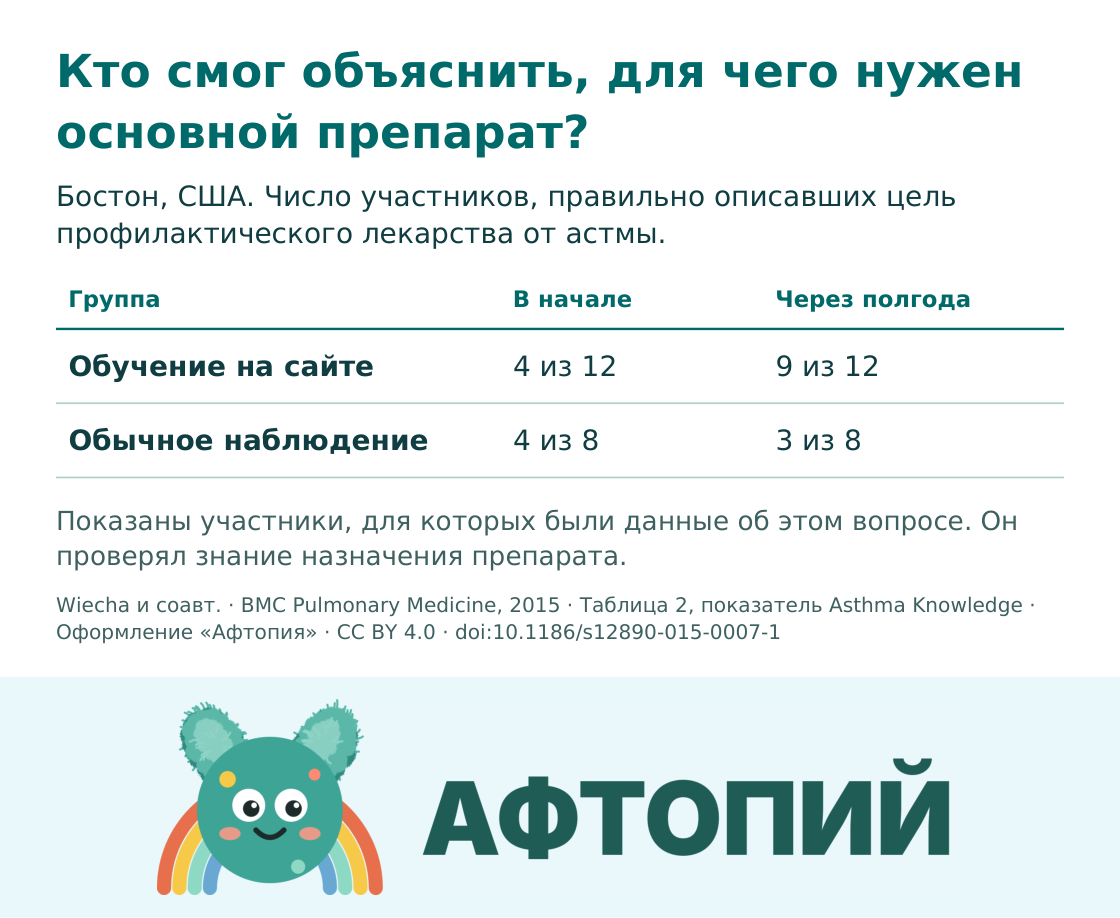 Кто смог объяснить, для чего нужен
основной препарат?
Бостон, США. Число участников, правильно описавших цель
профилактического лекарства от астмы.
Группа В начале Через полгода
Обучение на сайте 4 из 12 9 из 12
Обычное наблюдение 4 из 8 3 из 8
Показаны участники, для которых были данные об этом вопросе. Он
проверял знание назначения препарата.
Wiecha и соавт. · BMC Pulmonary Medicine, 2015 · Таблица 2, показатель Asthma Knowledge ·
Оформление «Афтопия» · CC BY 4.0 · doi:10.1186/s12890-015-0007-1
АФТОПИЙ